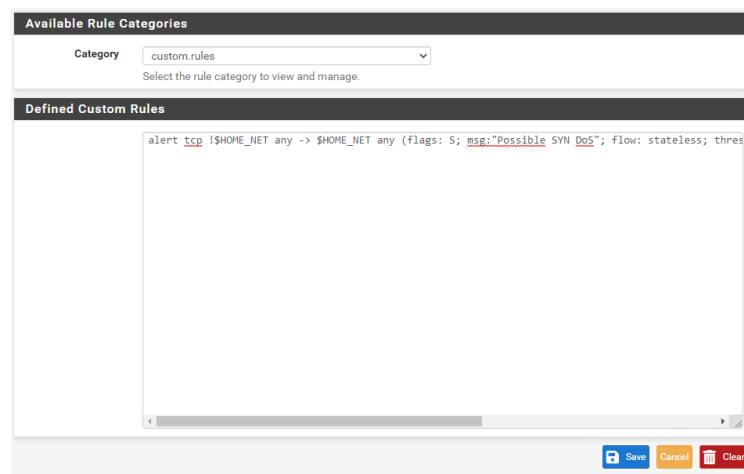 Available Rule Categories
Category custom.rules
Select the rule category to view and manage.
Defined Custom Rules
alert tcp !$HOME_NET any -> $HOME_NET any (flags: S; msg:"Possible SYN DoS"; flow: stateless; thres
Save Cancel Clear